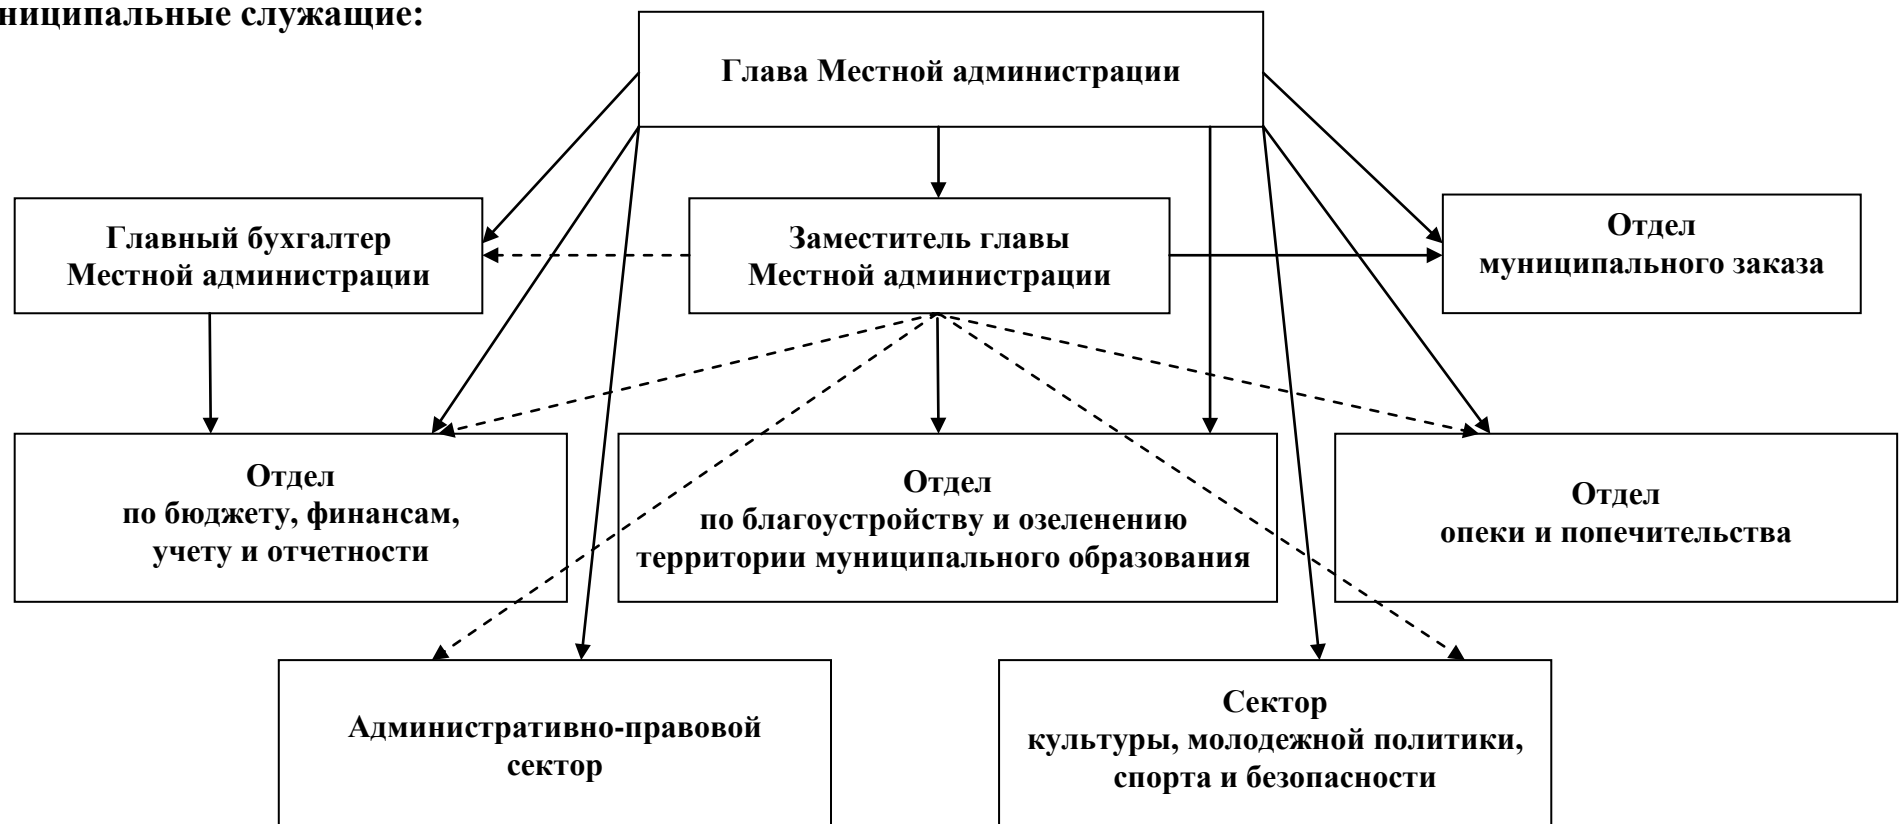 ниципальные служащие:
Глава Местной администрации
Главный бухгалтер
Местной администрации
Заместитель главы
Местной администрации
Отдел
муниципального заказа
Отдел
по бюджету, финансам,
учету и отчетности
Отдел
по благоустройству и озеленению
территории муниципального образования
Отдел
опеки и попечительства
Административно-правовой
сектор
Сектор
культуры, молодежной политики,
спорта и безопасности